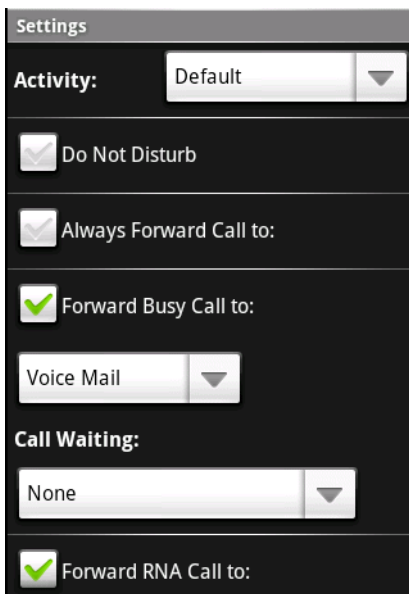 Settings
Activity: Default
Do Not Disturb
Always Forward Call to:
Forward Busy Call to:
Voice Mail
Call Waiting:
None
Forward RNA Call to: